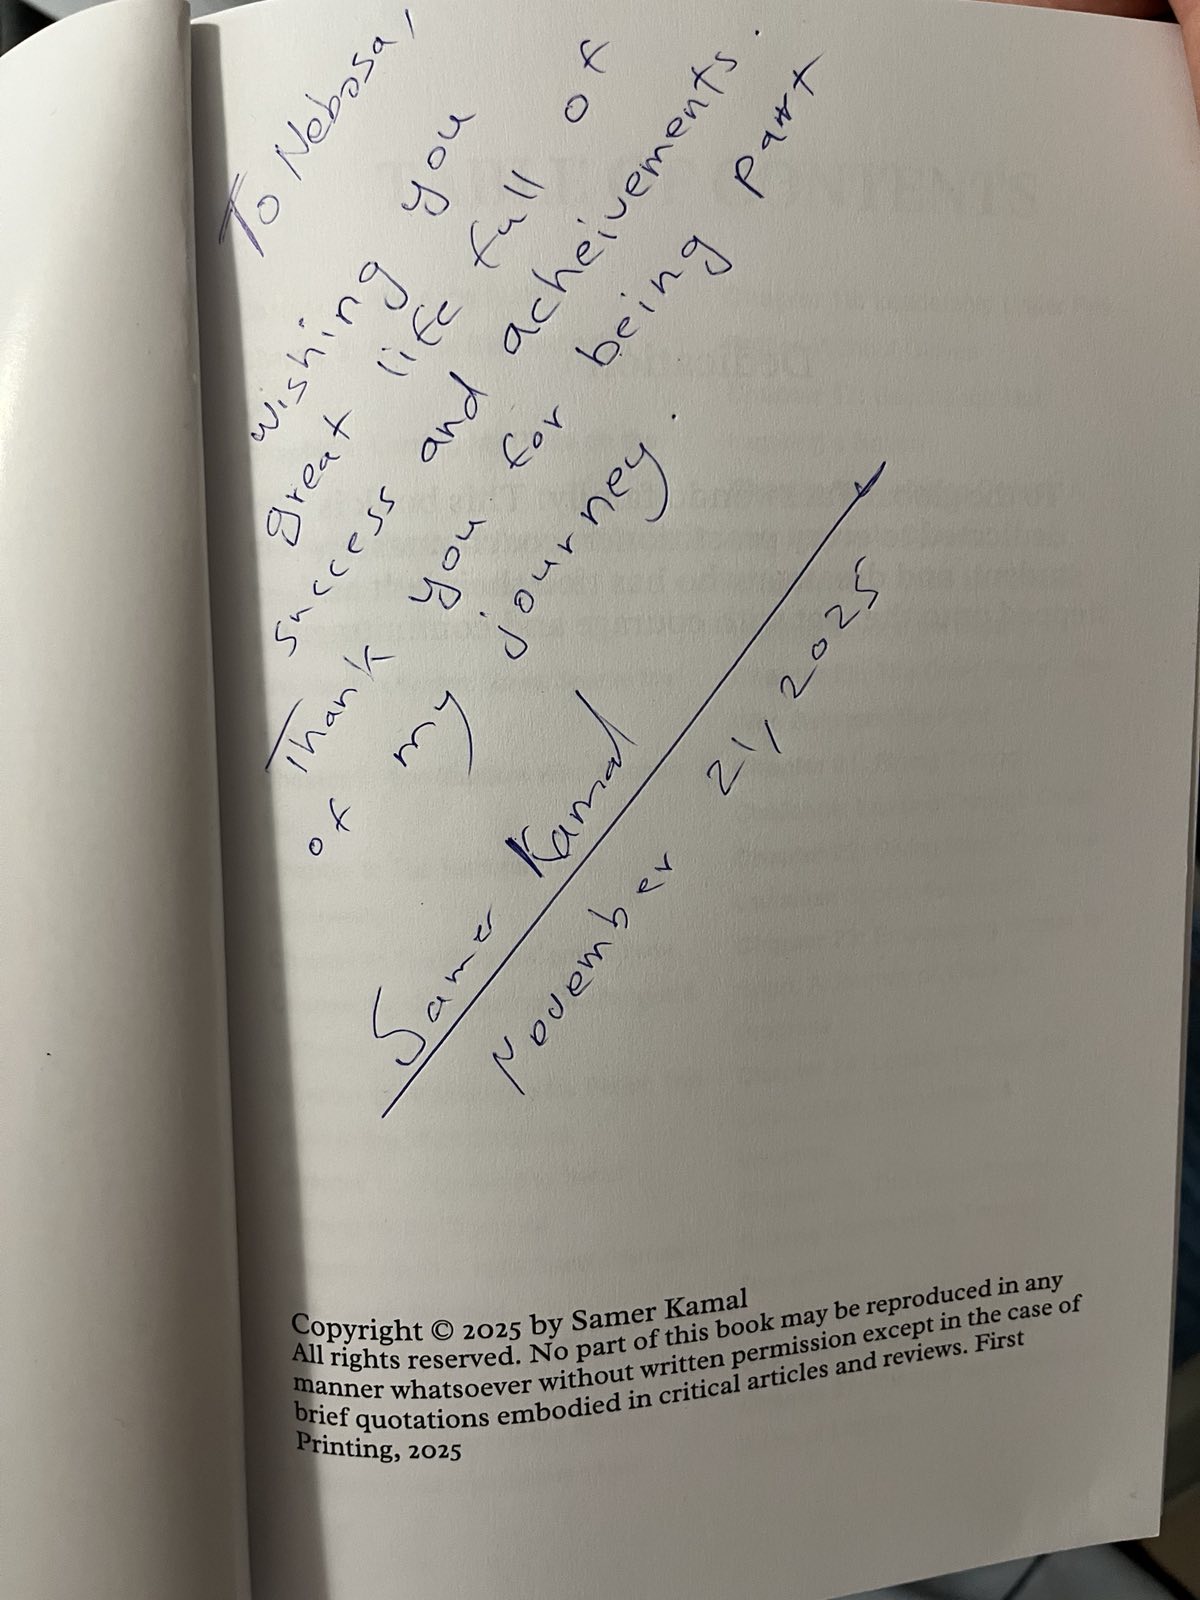 To Nebosa,
Wishing you
great life full of
success and acheivements.
Thank you for being part
of my journey.
Samer Kamal
November 21, 2025
Copyright © 2025 by Samer Kamal
All rights reserved. No part of this book may be reproduced in any
manner whatsoever without written permission except in the case of
brief quotations embodied in critical articles and reviews. First
Printing, 2025